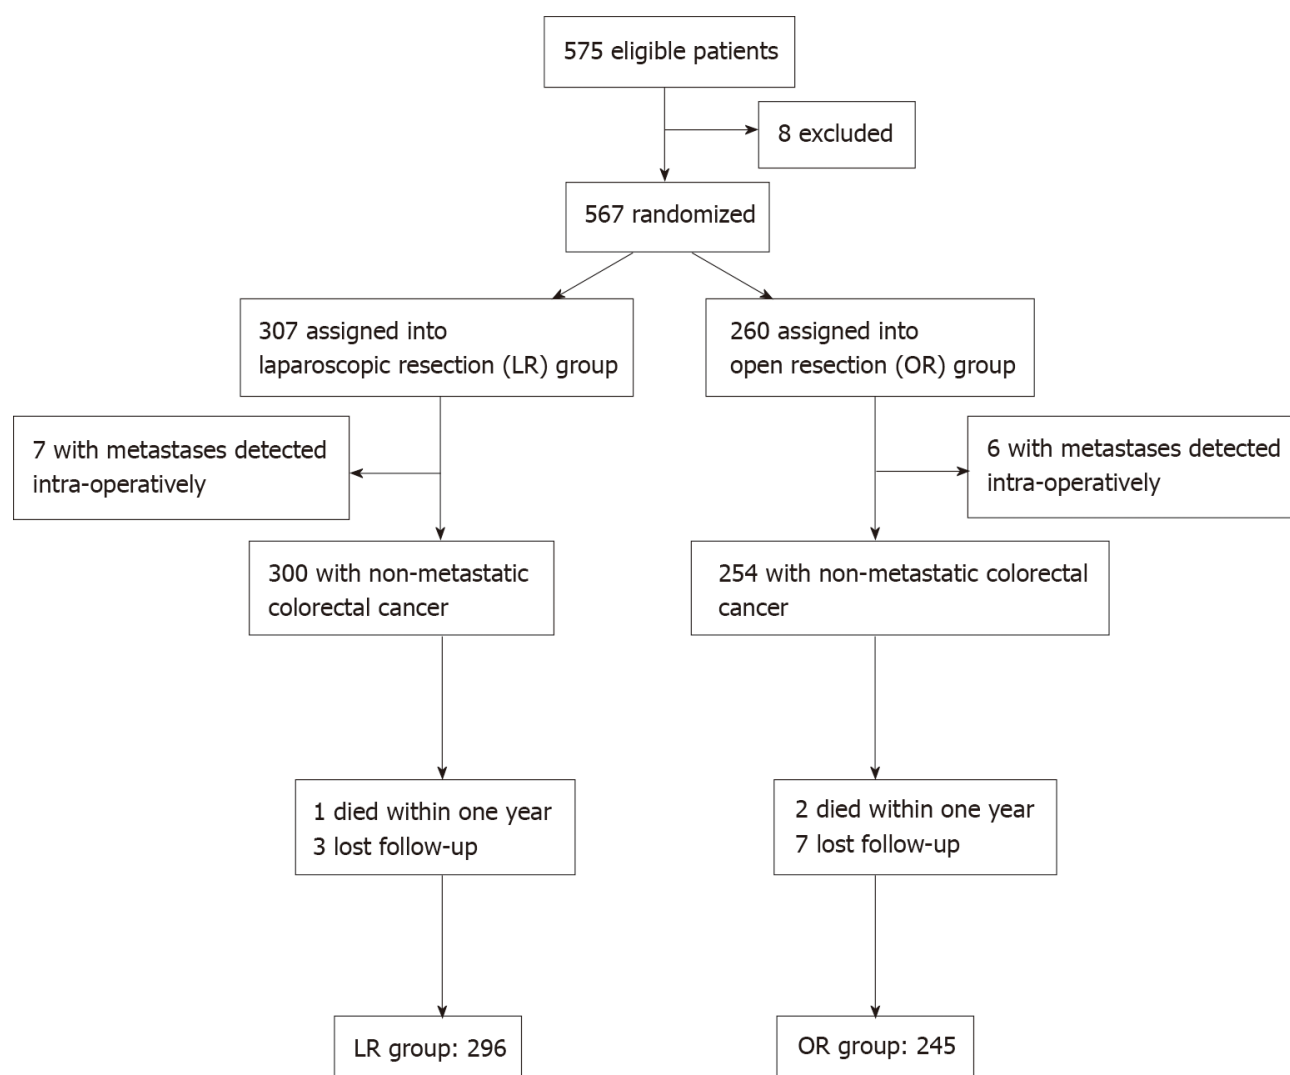 575 eligible patients
8 excluded
567 randomized
307 assigned into
laparoscopic resection (LR) group
260 assigned into
open resection (OR) group
7 with metastases detected
intra-operatively
6 with metastases detected
intra-operatively
300 with non-metastatic
colorectal cancer
254 with non-metastatic colorectal
cancer
1 died within one year
3 lost follow-up
2 died within one year
7 lost follow-up
LR group: 296
OR group: 245